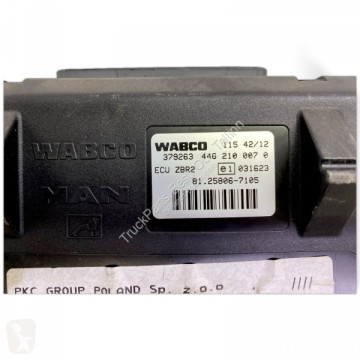 WABCO 115 42/12
379263 446 210 007 0
ECU ZBR2 e1 031623
81.25806-7105
WABCO
MAN
PKC GROUP POLAND Sp. z.o.o